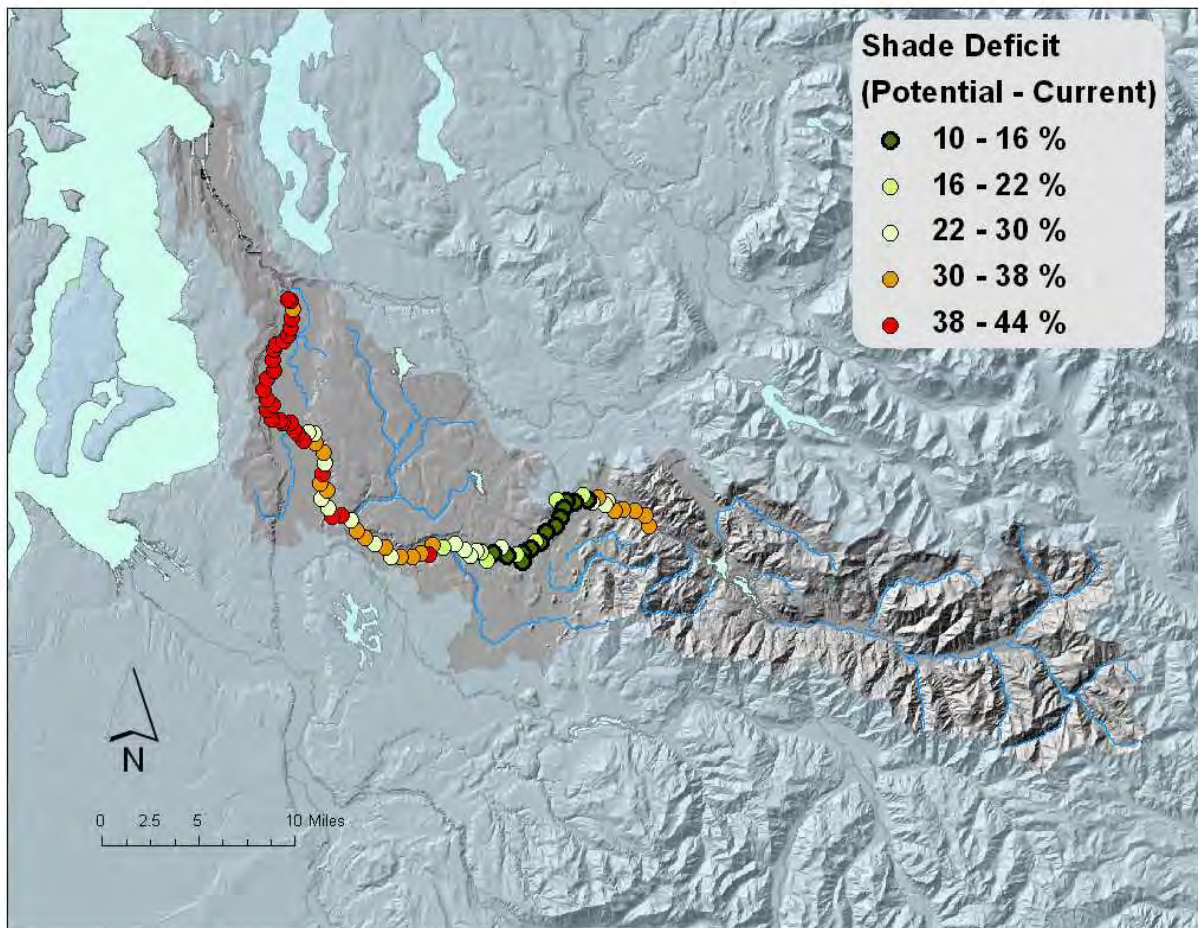 Shade Deficit
(Potential - Current)
10 - 16 %
16 - 22 %
22 - 30 %
30 - 38 %
38 - 44 %
N
0 2.5 5 10 Miles